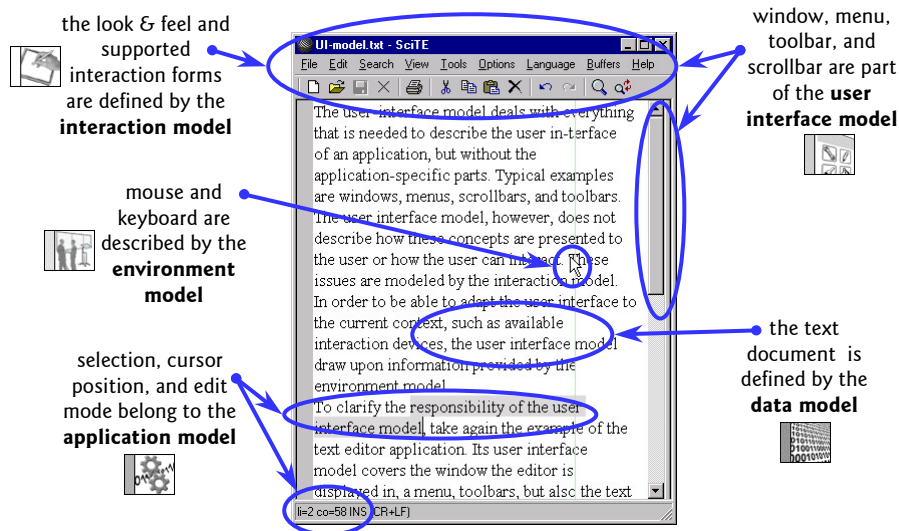 the look & feel and
supported
interaction forms
are defined by the
interaction model
mouse and
keyboard are
described by the
environment
model
selection, cursor
position, and edit
mode belong to the
application model
UI-model.txt - SciTE
File Edit Search View Tools Options Language Buffers Help
The user-interface model deals with everything
that is needed to describe the user in-terface
of an application, but without the
application-specific parts. Typical examples
are windows, menus, scrollbars, and toolbars.
The user interface model, however, does not
describe how these concepts are presented to
the user or how the user can interact. These
issues are modeled by the interaction model.
In order to be able to adapt the user interface to
the current context, such as available
interaction devices, the user interface model
draw upon information provided by the
environment model.
To clarify the responsibility of the user
interface model, take again the example of the
text editor application. Its user interface
model covers the window the editor is
displayed in, a menu, toolbars, but also the text
li=2 co=58 INS (CR+LF)
window, menu,
toolbar, and
scrollbar are part
of the user
interface model
the text
document is
defined by the
data model